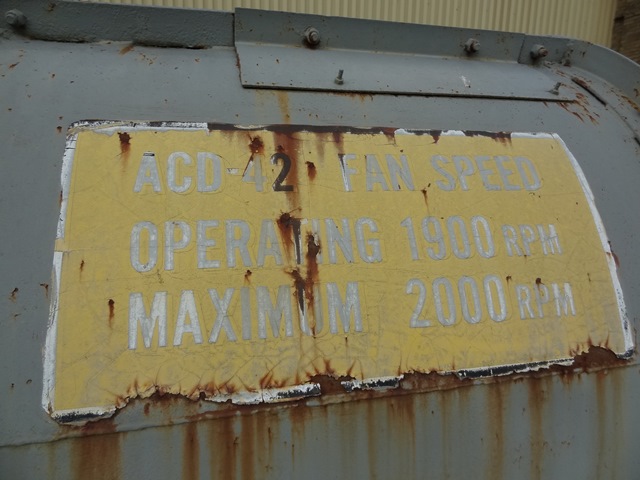 ACD-42 FAN SPEED
OPERATING 1900 RPM
MAXIMUM 2000 RPM